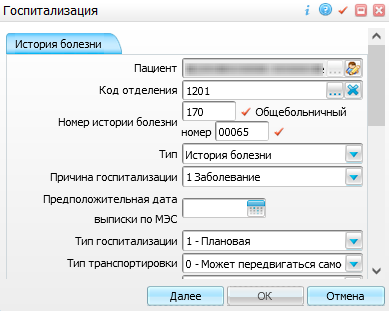 Госпитализация
История болезни
Пациент ...
Код отделения 1201 ...
Номер истории болезни 170 Общебольничный номер 00065
Тип История болезни
Причина госпитализации 1 Заболевание
Предположительная дата выписки по МЭС
Тип госпитализации 1 - Плановая
Тип транспортировки 0 - Может передвигаться само
Далее ОК Отмена